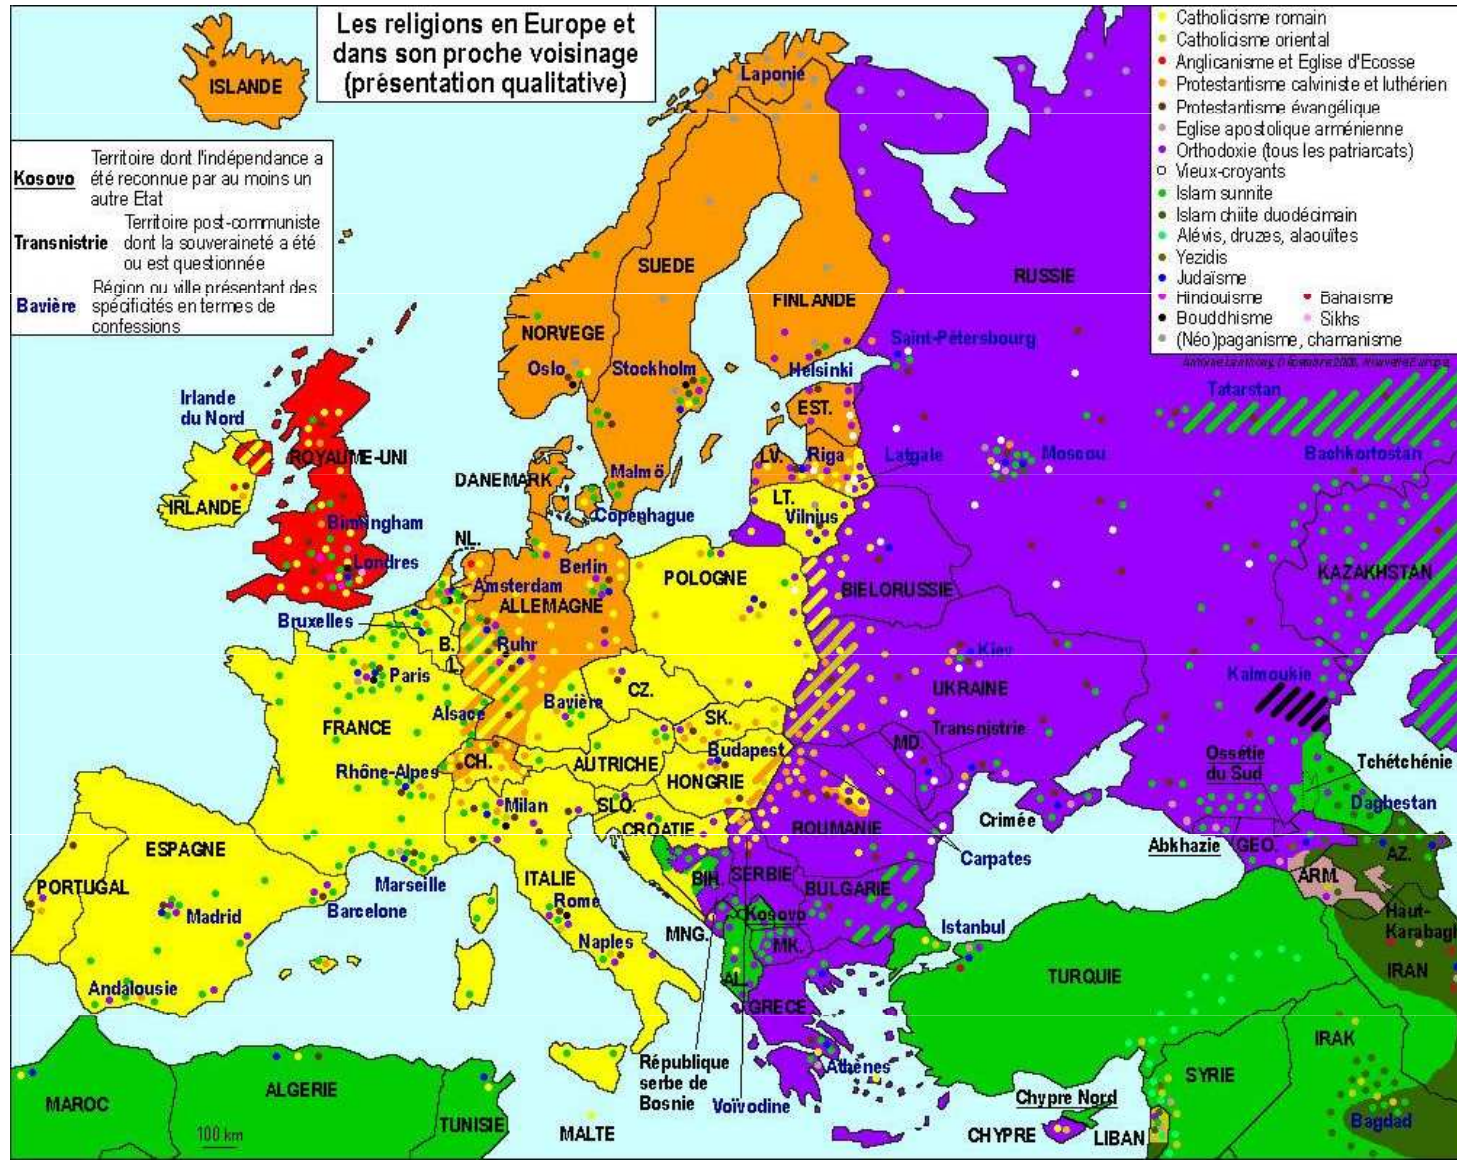 Les religions en Europe et
dans son proche voisinage
(présentation qualitative)
Catholicisme romain
Catholicisme oriental
Anglicanisme et Eglise d'Ecosse
Protestantisme calviniste et luthérien
Protestantisme évangélique
Eglise apostolique arménienne
Orthodoxie (tous les patriarcats)
Vieux-croyants
Islam sunnite
Islam chiite duodécimain
Alévis, druzes, alaouïtes
Yezidis
Judaïsme
Hindouisme
Bahaïsme
Bouddhisme
Sikhs
(Néo)paganisme, chamanisme
Kosovo
Territoire dont l'indépendance a
été reconnue par au moins un
autre Etat
Transnistrie
Territoire post-communiste
dont la souveraineté a été
ou est questionnée
Bavière
Région ou ville présentant des
spécificités en termes de
confessions
ISLANDE
Laponie
SUEDE
FINLANDE
NORVEGE
RUSSIE
Oslo
Stockholm
Helsinki
Saint-Pétersbourg
Tatarstan
Irlande
du Nord
EST.
ROYAUME-UNI
LV.
Riga
Latgale
Moscou
Bachkortostan
DANEMARK
Malmö
IRLANDE
LT.
Vilnius
Copenhague
Birmingham
NL.
Londres
Berlin
POLOGNE
BIELORUSSIE
KAZAKHSTAN
Amsterdam
ALLEMAGNE
Bruxelles
B.
Ruhr
Kiev
L.
Paris
CZ.
UKRAINE
Kalmoukie
Alsace
Bavière
FRANCE
SK.
Transnistrie
MD.
Budapest
CH.
AUTRICHE
Ossétie
du Sud
Tchétchénie
Rhône-Alpes
HONGRIE
Milan
SLO.
Daghestan
CROATIE
ROUMANIE
Crimée
Abkhazie
GEO.
ESPAGNE
Carpates
AZ.
PORTUGAL
Marseille
ITALIE
BIH.
SERBIE
BULGARIE
ARM.
Madrid
Barcelone
Rome
Kosovo
Istanbul
Haut-
Karabagh
MNG.
MK.
Naples
AL.
TURQUIE
IRAN
Andalousie
GRECE
IRAK
République
serbe de
Bosnie
Athènes
SYRIE
MAROC
ALGERIE
TUNISIE
Voïvodine
Chypre Nord
Bagdad
100 km
MALTE
CHYPRE
LIBAN